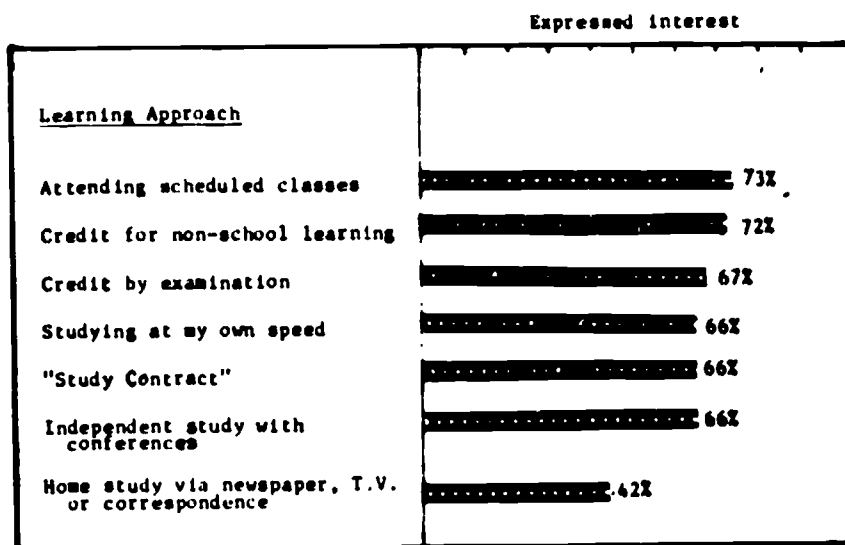 Expressed interest
Learning Approach
Attending scheduled classes 73%
Credit for non-school learning 72%
Credit by examination 67%
Studying at my own speed 66%
"Study Contract" 66%
Independent study with
conferences 66%
Home study via newspaper, T.V.
or correspondence 42%